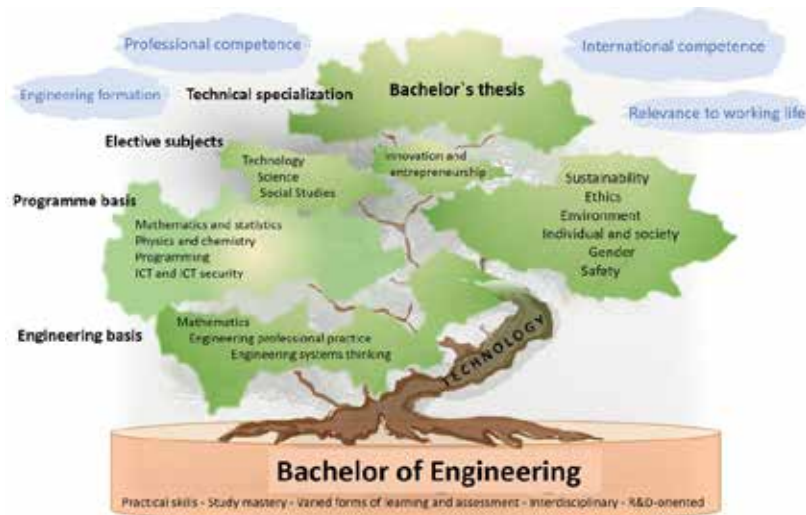 Professional competence
International competence
Engineering formation
Technical specialization
Bachelor`s thesis
Relevance to working life
Elective subjects
Technology
Science
Social Studies
Innovation and
entrepreneurship
Sustainability
Ethics
Environment
Individual and society
Gender
Safety
Programme basis
Mathematics and statistics
Physics and chemistry
Programming
ICT and ICT security
Engineering basis
Mathematics
Engineering professional practice
Engineering systems thinking
TECHNOLOGY
Bachelor of Engineering
Practical skills - Study mastery - Varied forms of learning and assessment - Interdisciplinary - R&D-oriented